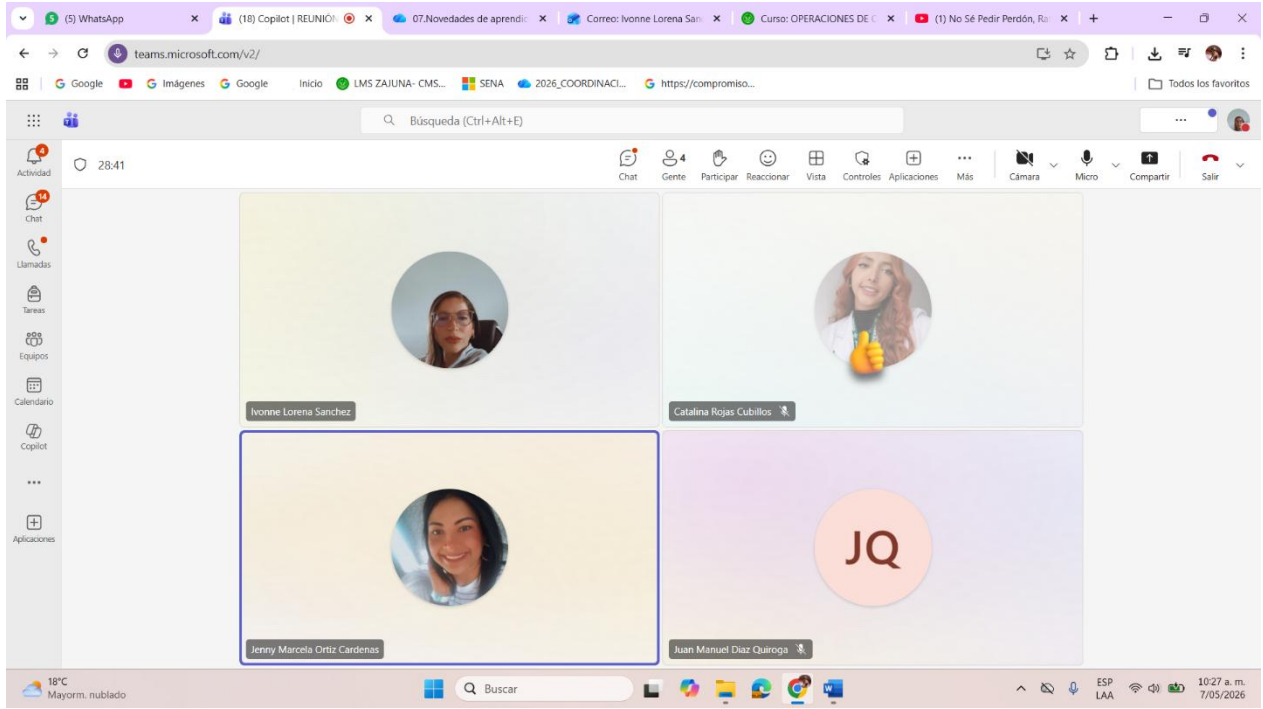 (5) WhatsApp
(18) Copilot | REUNIÓN
07.Novedades de aprendic
Correo: Ivonne Lorena San
Curso: OPERACIONES DE C
(1) No Sé Pedir Perdón, Ra
teams.microsoft.com/v2/
Google
Imágenes
Google
Inicio
LMS ZAJUNA- CMS...
SENA
2026_COORDINACI...
https://compromiso...
Todos los favoritos
Búsqueda (Ctrl+Alt+E)
28:41
Chat
4
Gente
Participar
Reaccionar
Vista
Controles
Aplicaciones
Más
Cámara
Micro
Compartir
Salir
4
Actividad
14
Chat
Llamadas
Tareas
Equipos
Calendario
Copilot
Aplicaciones
Ivonne Lorena Sanchez
Catalina Rojas Cubillos
Jenny Marcela Ortiz Cardenas
JQ
Juan Manuel Diaz Quiroga
18°C
Mayorm. nublado
Buscar
ESP
LAA
10:27 a. m.
7/05/2026